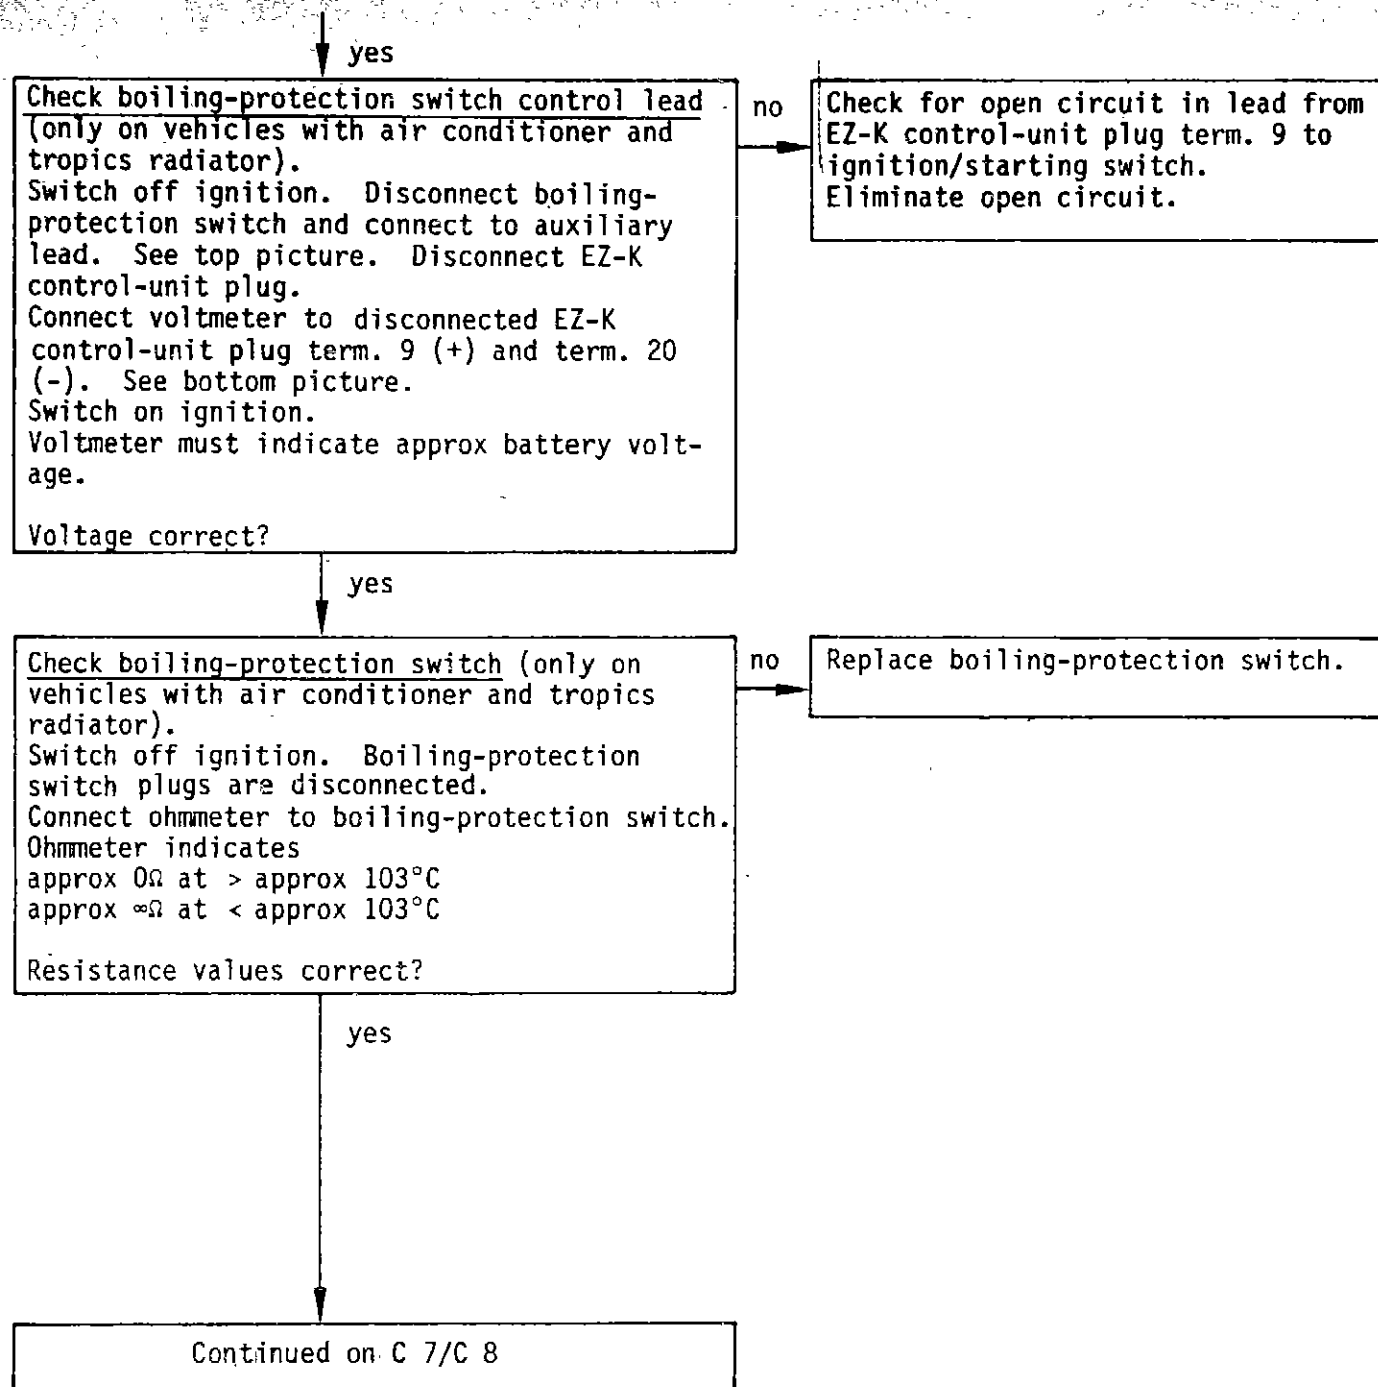 yes
Check boiling-protection switch control lead
(only on vehicles with air conditioner and
tropics radiator).
Switch off ignition. Disconnect boiling-
protection switch and connect to auxiliary
lead. See top picture. Disconnect EZ-K
control-unit plug.
Connect voltmeter to disconnected EZ-K
control-unit plug term. 9 (+) and term. 20
(-). See bottom picture.
Switch on ignition.
Voltmeter must indicate approx battery volt-
age.
Voltage correct?
no
Check for open circuit in lead from
EZ-K control-unit plug term. 9 to
ignition/starting switch.
Eliminate open circuit.
yes
Check boiling-protection switch (only on
vehicles with air conditioner and tropics
radiator).
Switch off ignition. Boiling-protection
switch plugs are disconnected.
Connect ohmmeter to boiling-protection switch.
Ohmmeter indicates
approx 0Ω at > approx 103°C
approx ∞Ω at < approx 103°C
Resistance values correct?
no
Replace boiling-protection switch.
yes
Continued on C 7/C 8